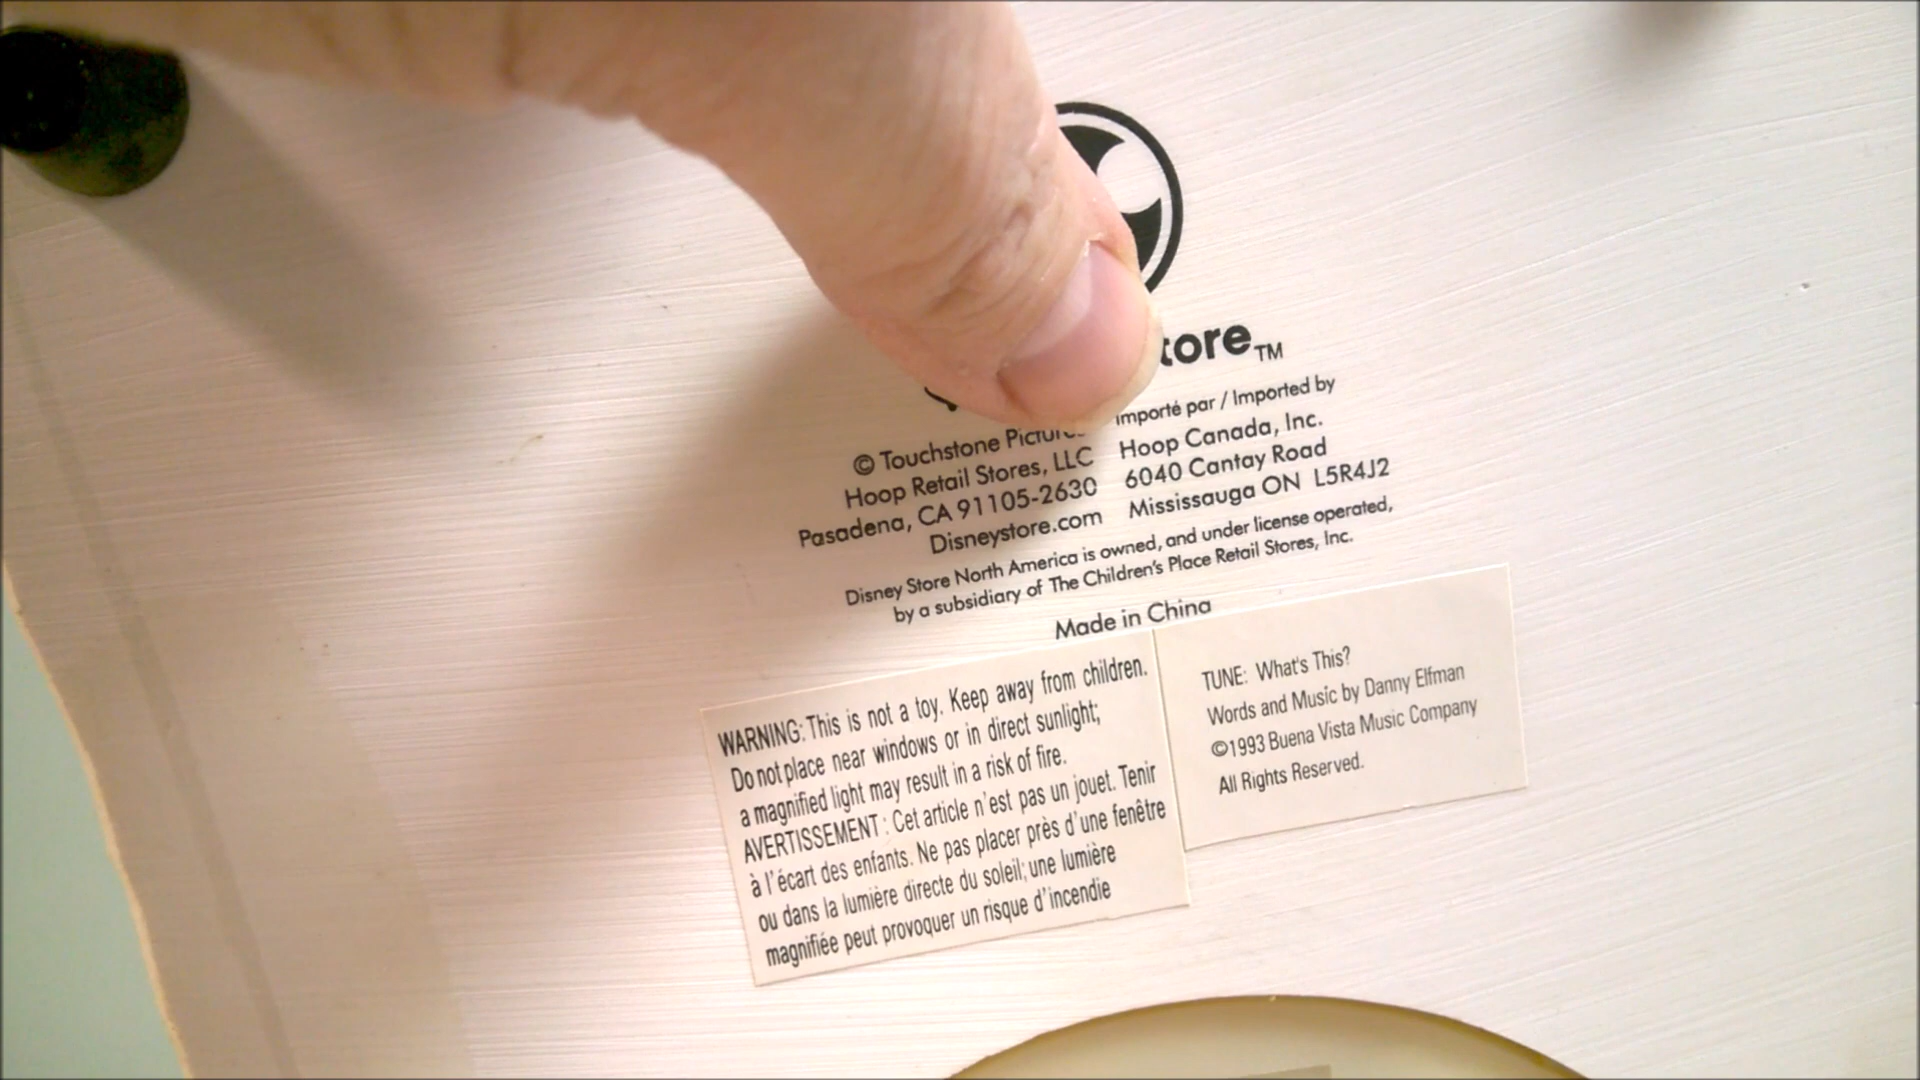 tore™
© Touchstone
Hoop Retail Stores, LLC
Pasadena, CA 91105-2630
Disneystore.com
Importé par / Imported by
Hoop Canada, Inc.
6040 Cantay Road
Mississauga ON L5R4J2
Disney Store North America is owned, and under license operated,
by a subsidiary of The Children's Place Retail Stores, Inc.
Made in China
WARNING: This is not a toy. Keep away from children.
Do not place near windows or in direct sunlight;
a magnified light may result in a risk of fire.
AVERTISSEMENT : Cet article n'est pas un jouet. Tenir
à l'écart des enfants. Ne pas placer près d'une fenêtre
ou dans la lumière directe du soleil; une lumière
magnifiée peut provoquer un risque d'incendie
TUNE: What's This?
Words and Music by Danny Elfman
©1993 Buena Vista Music Company
All Rights Reserved.